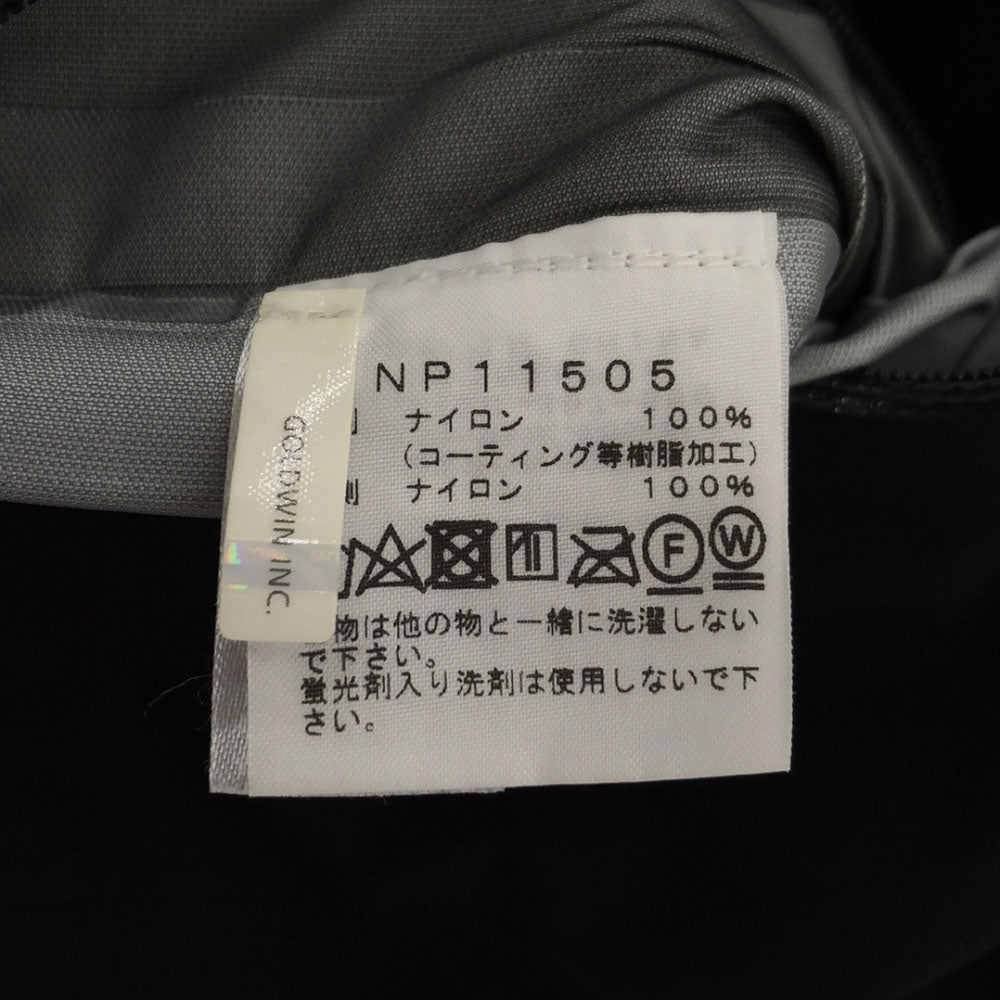 NP11505
ナイロン 100%
(コーティング等樹脂加工)
ナイロン 100%
F W
物は他の物と一緒に洗濯しない
で下さい。
蛍光剤入り洗剤は使用しないで下
さい。
GOLDWIN INC.